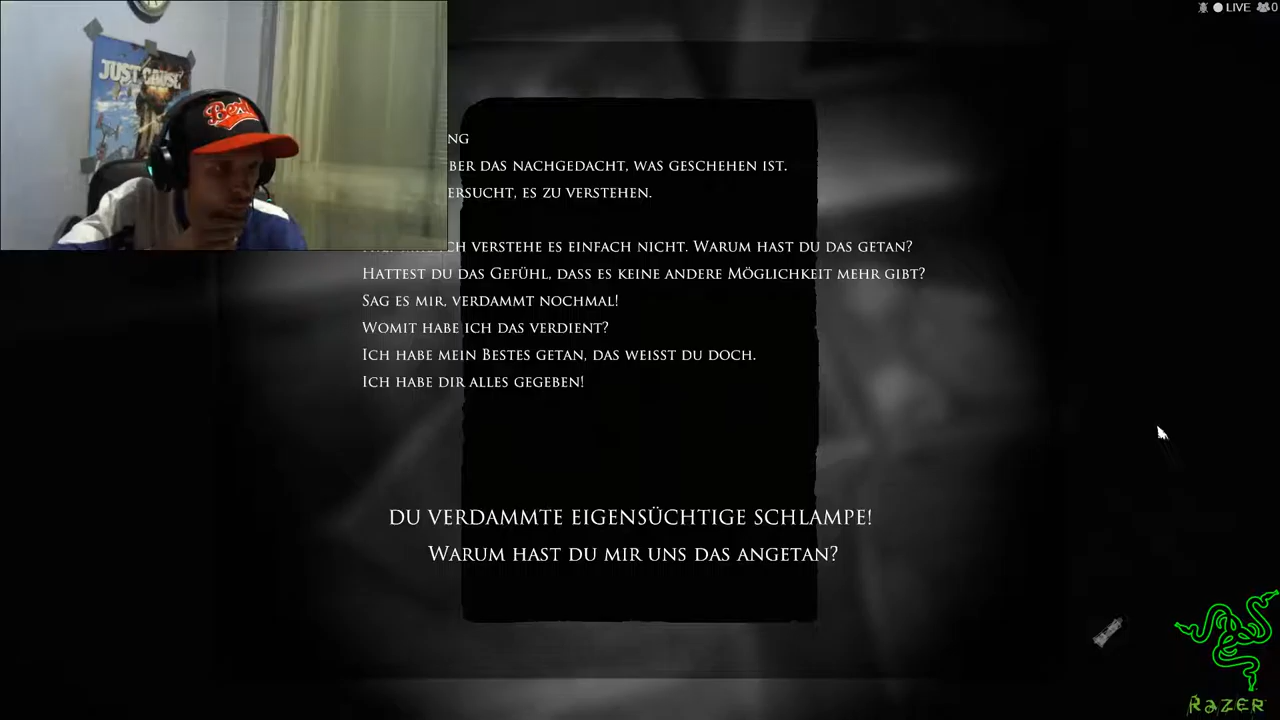 LIVE 0
JUST CAUSE
NG
BER DAS NACHGEDACHT, WAS GESCHEHEN IST.
ERSUCHT, ES ZU VERSTEHEN.
CH VERSTEHE ES EINFACH NICHT. WARUM HAST DU DAS GETAN?
HATTEST DU DAS GEFÜHL, DASS ES KEINE ANDERE MÖGLICHKEIT MEHR GIBT?
SAG ES MIR, VERDAMMT NOCHMAL!
WOMIT HABE ICH DAS VERDIENT?
ICH HABE MEIN BESTES GETAN, DAS WEISST DU DOCH.
ICH HABE DIR ALLES GEGEBEN!
DU VERDAMMTE EIGENSÜCHTIGE SCHLAMPE!
WARUM HAST DU MIR UNS DAS ANGETAN?
RAZER